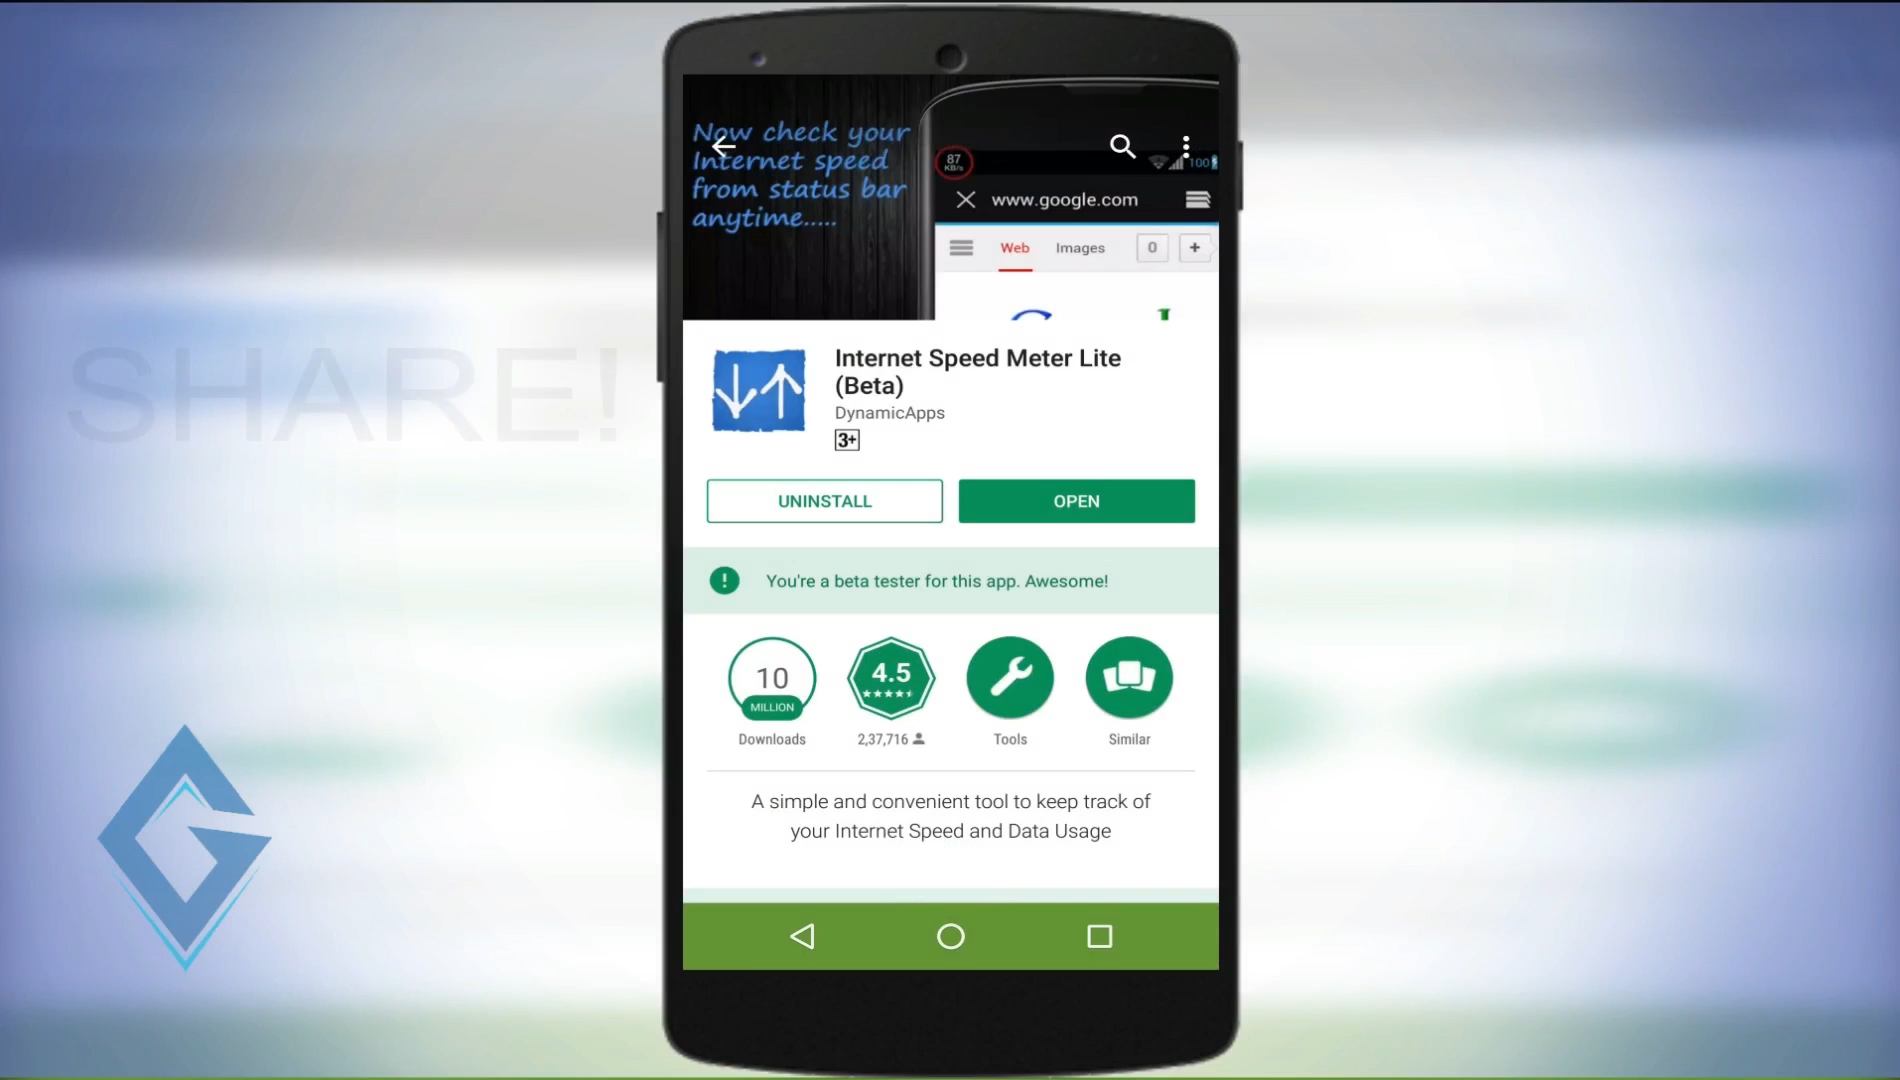 Now check your
Internet speed
from status bar
anytime.....
87
KB/s
100
www.google.com
Web
Images
0
+
SHARE!
Internet Speed Meter Lite
(Beta)
DynamicApps
3+
UNINSTALL
OPEN
You're a beta tester for this app. Awesome!
10
MILLION
4.5
Downloads
2,37,716
Tools
Similar
A simple and convenient tool to keep track of
your Internet Speed and Data Usage